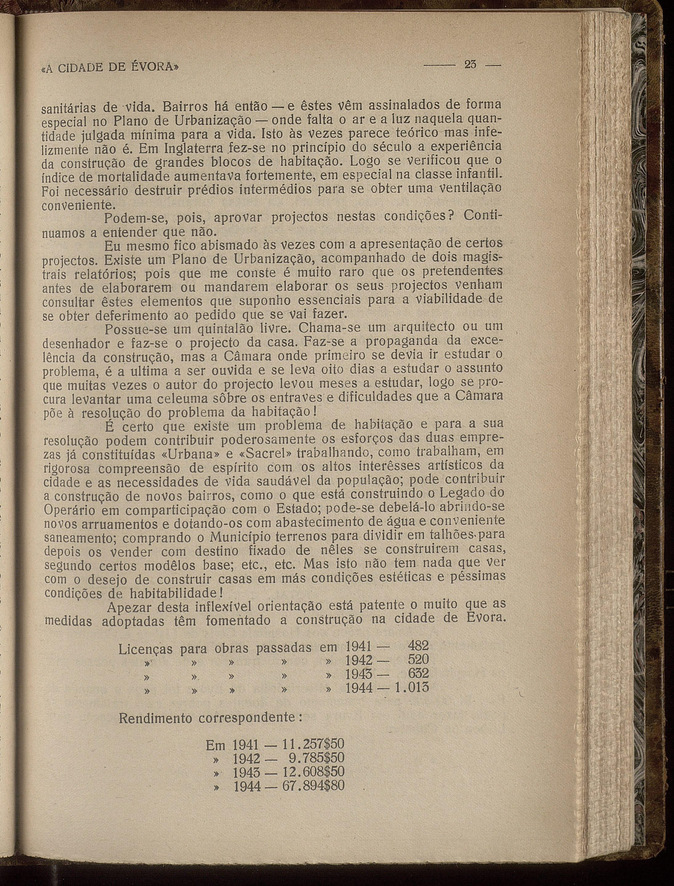 «A CIDADE DE ÉVORA» —— 23 —
sanitárias de vida. Bairros há então — e êstes vêm assinalados de forma
especial no Plano de Urbanização — onde falta o ar e a luz naquela quan-
tidade julgada mínima para a vida. Isto às vezes parece teórico mas infe-
lizmente não é. Em Inglaterra fez-se no princípio do século a experiência
da construção de grandes blocos de habitação. Logo se verificou que o
índice de mortalidade aumentava fortemente, em especial na classe infantil.
Foi necessário destruir prédios intermédios para se obter uma ventilação
conveniente.
Podem-se, pois, aprovar projectos nestas condições? Conti-
nuamos a entender que não.
Eu mesmo fico abismado às vezes com a apresentação de certos
projectos. Existe um Plano de Urbanização, acompanhado de dois magis-
trais relatórios; pois que me conste é muito raro que os pretendentes
antes de elaborarem ou mandarem elaborar os seus projectos venham
consultar êstes elementos que suponho essenciais para a viabilidade de
se obter deferimento ao pedido que se vai fazer.
Possue-se um quintalão livre. Chama-se um arquitecto ou um
desenhador e faz-se o projecto da casa. Faz-se a propaganda da exce-
lência da construção, mas a Câmara onde primeiro se devia ir estudar o
problema, é a ultima a ser ouvida e se leva oito dias a estudar o assunto
que muitas vezes o autor do projecto levou meses a estudar, logo se pro-
cura levantar uma celeuma sôbre os entraves e dificuldades que a Câmara
põe à resolução do problema da habitação!
É certo que existe um problema de habitação e para a sua
resolução podem contribuir poderosamente os esforços das duas empre-
zas já constituídas «Urbana» e «Sacrel» trabalhando, como trabalham, em
rigorosa compreensão de espírito com os altos interêsses artísticos da
cidade e as necessidades de vida saudável da população; pode contribuir
a construção de novos bairros, como o que está construindo o Legado do
Operário em comparticipação com o Estado; pode-se debelá-lo abrindo-se
novos arruamentos e dotando-os com abastecimento de água e conveniente
saneamento; comprando o Município terrenos para dividir em talhões para
depois os vender com destino fixado de nêles se construirem casas,
segundo certos modêlos base; etc., etc. Mas isto não tem nada que ver
com o desejo de construir casas em más condições estéticas e péssimas
condições de habitabilidade!
Apezar desta inflexível orientação está patente o muito que as
medidas adoptadas têm fomentado a construção na cidade de Évora.
Licenças para obras passadas em 1941 — 482
» » » » » 1942 — 520
» » » » » 1943 — 632
» » » » » 1944 — 1.013
Rendimento correspondente:
Em 1941 — 11.257$50
» 1942 — 9.785$50
» 1943 — 12.608$50
» 1944 — 67.894$80